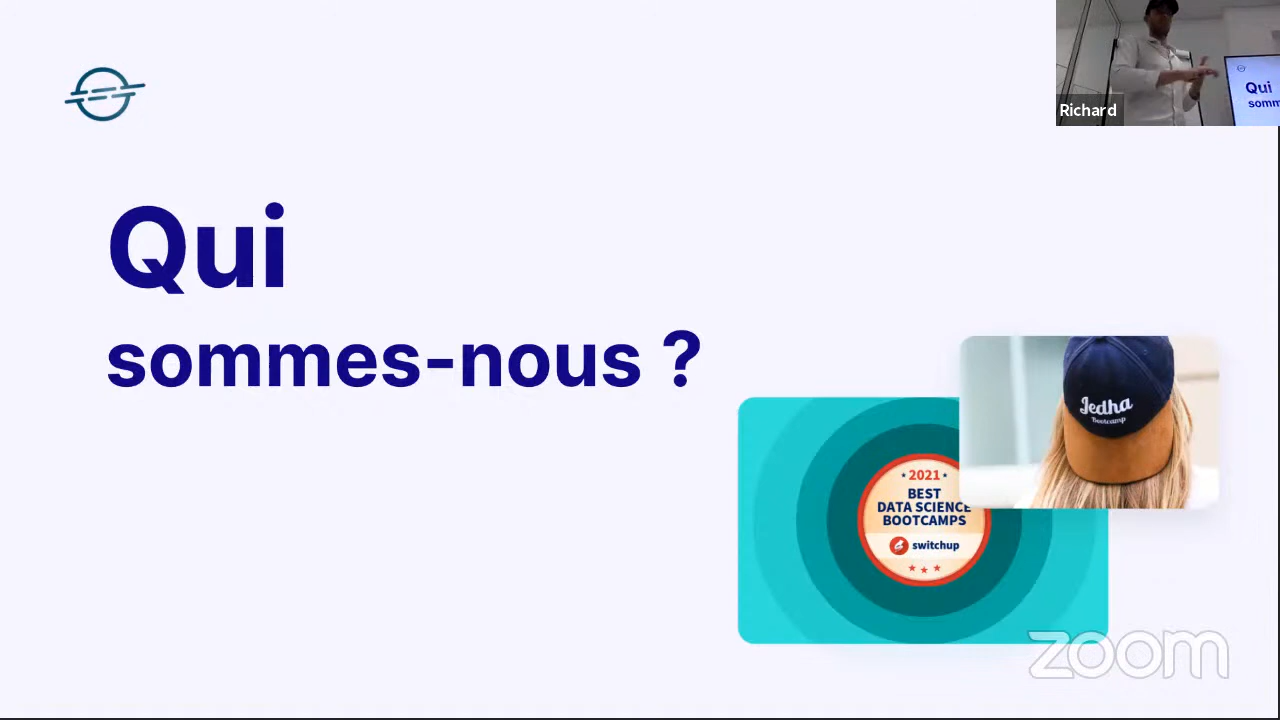 Qui
sommes-nous ?
Richard
Qui
somm
Jedha
Bootcamp
2021
BEST
DATA SCIENCE
BOOTCAMPS
switchup
zoom